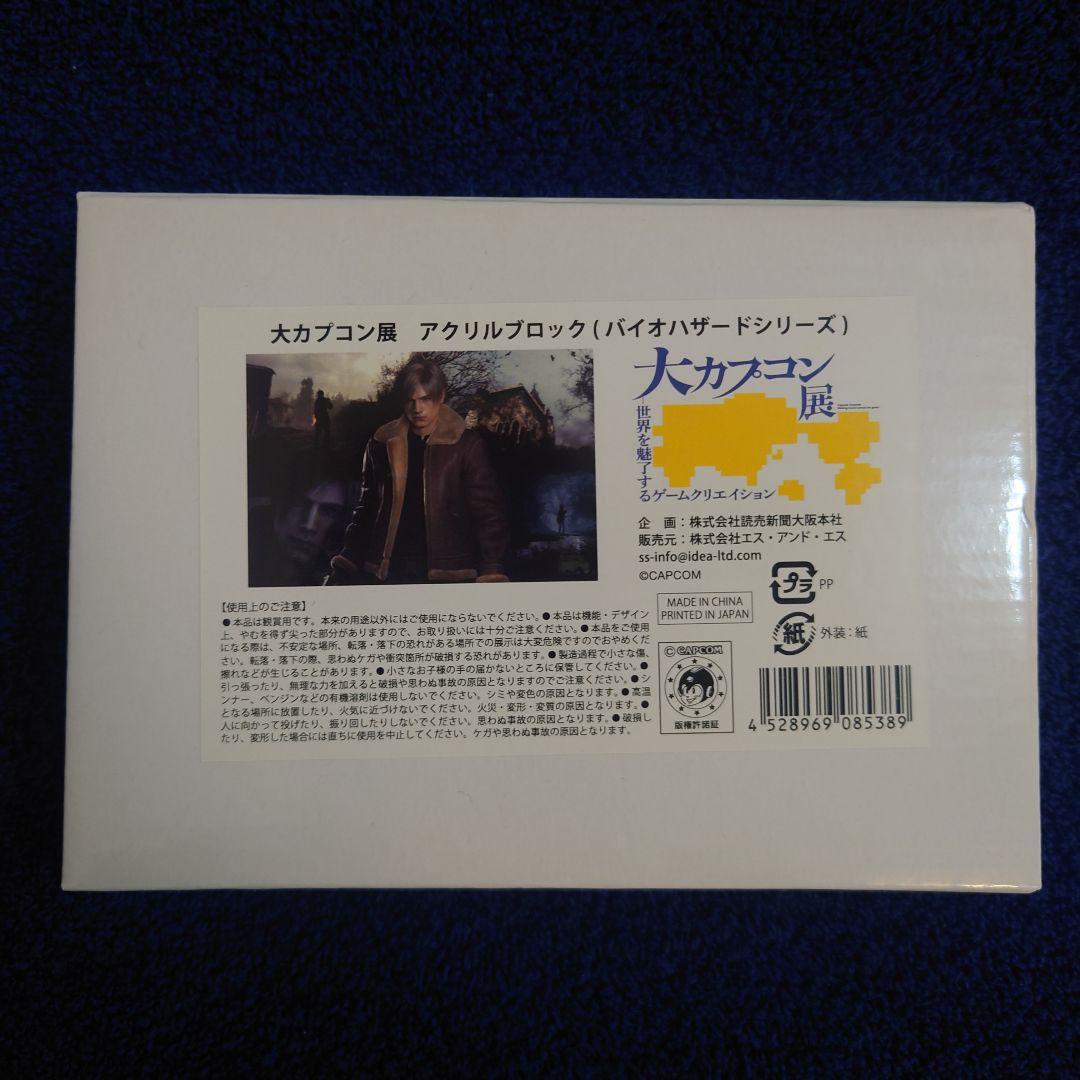 大カプコン展　アクリルブロック(バイオハザードシリーズ)
大カプコン展
世界を魅了する
ゲームクリエイション
企　画：株式会社読売新聞大阪本社
販売元：株式会社エス・アンド・エス
ss-info@idea-ltd.com
©CAPCOM
プラ PP
MADE IN CHINA
PRINTED IN JAPAN
紙 外装：紙
【使用上のご注意】
●本品は観賞用です。本来の用途以外にはご使用にならないでください。●本品は機能・デザイン
上、やむを得ず尖った部分がありますので、お取り扱いには十分ご注意ください。●本品をご使用
になる際は、不安定な場所、転落・落下の恐れがある場所での展示は大変危険ですのでおやめくだ
さい。転落・落下の際、思わぬケガや衝突箇所が破損する恐れがあります。●製造過程で小さな傷、
擦れなどが生じることがあります。●小さなお子様の手の届かないところに保管してください。●
引っ張ったり、無理な力を加えると破損や思わぬ事故の原因となりますのでご注意ください。●シ
ンナー、ベンジンなどの有機溶剤は使用しないでください。シミや変色の原因となります。●高温
となる場所に放置したり、火気に近づけないでください。火災・変形・変質の原因となります。●
人に向かって投げたり、振り回したりしないでください。思わぬ事故の原因となります。●破損し
たり、変形した場合には直ちに使用を中止してください。ケガや思わぬ事故の原因となります。
©CAPCOM
版権許諾証
4 528969 085389